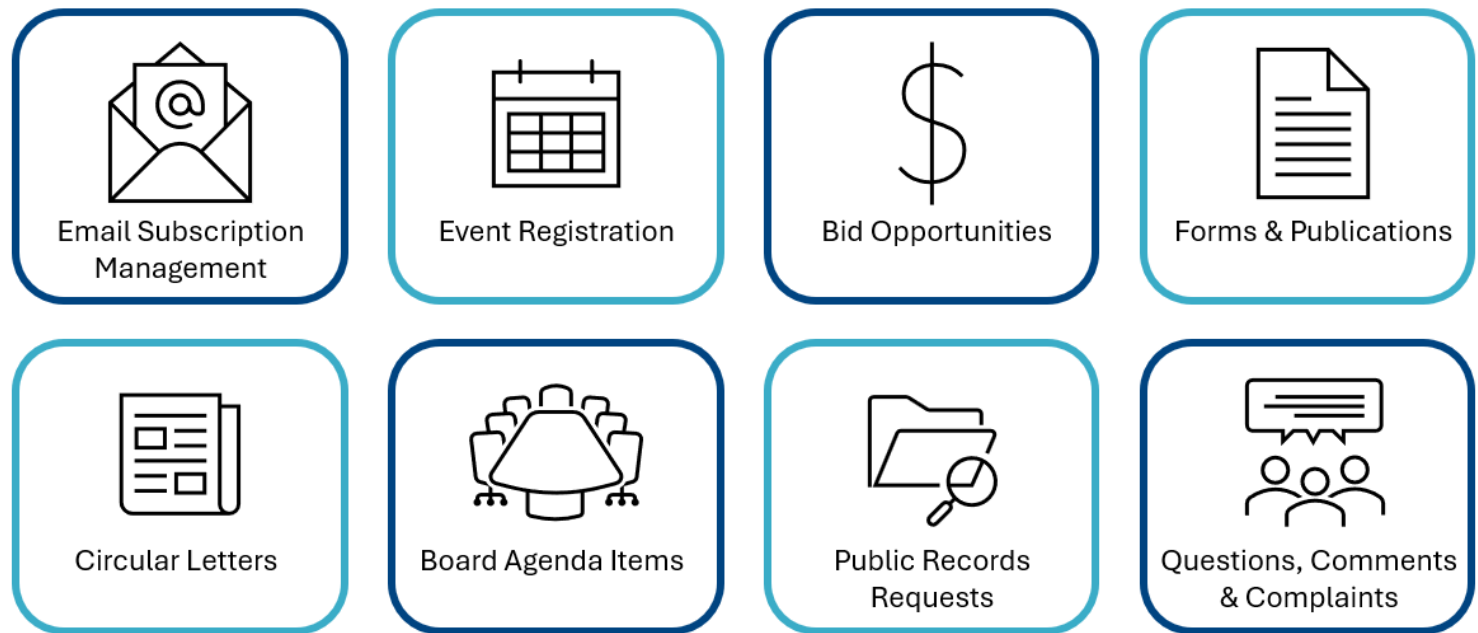 @
Email Subscription
Management
Event Registration
$
Bid Opportunities
Forms & Publications
Circular Letters
Board Agenda Items
Public Records
Requests
Questions, Comments
& Complaints